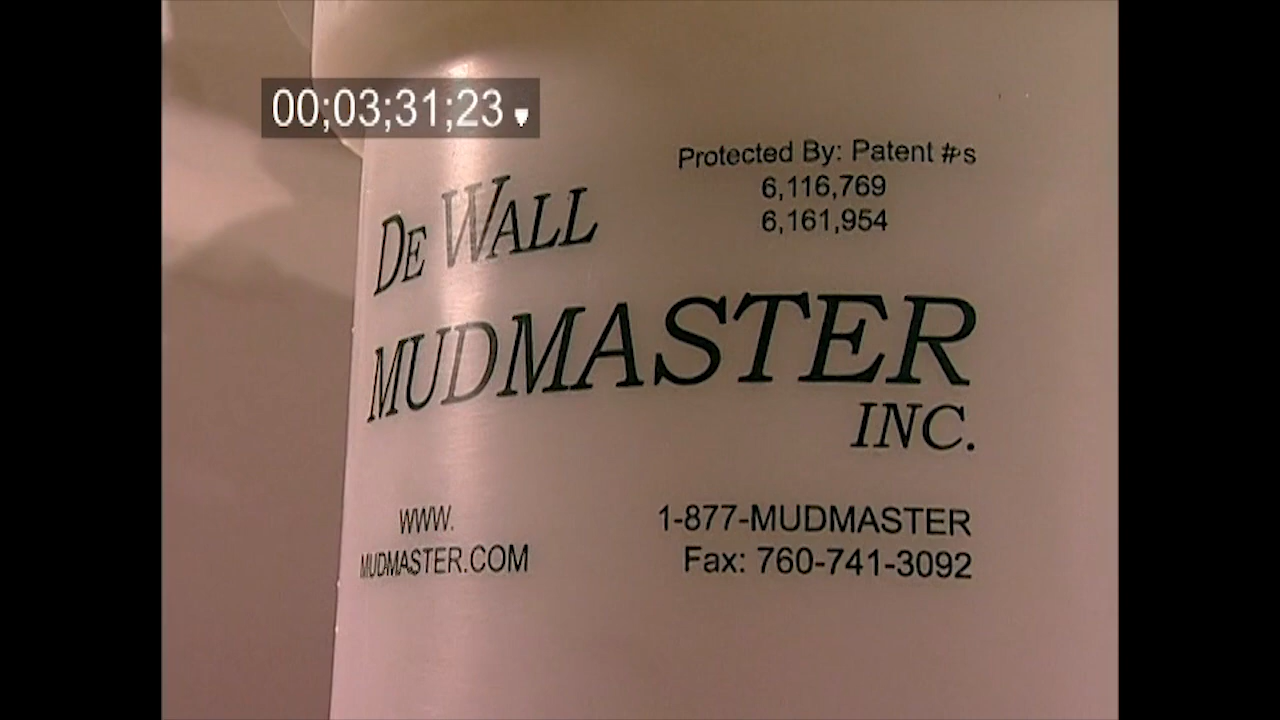 00;03;31;23
Protected By: Patent #s
6,116,769
6,161,954
DE WALL
MUDMASTER
INC.
WWW.
MUDMASTER.COM
1-877-MUDMASTER
Fax: 760-741-3092